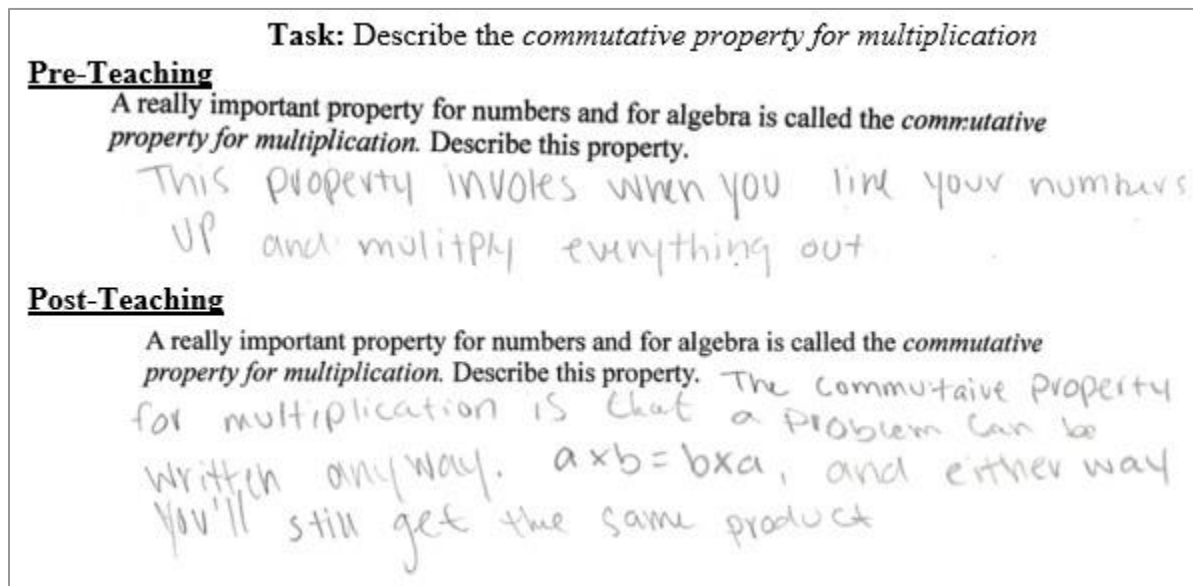 Task: Describe the commutative property for multiplication
Pre-Teaching
A really important property for numbers and for algebra is called the commutative
property for multiplication. Describe this property.
This property involes when you line your numbers
up and mulitply everything out
Post-Teaching
A really important property for numbers and for algebra is called the commutative
property for multiplication. Describe this property. The commutaive property
for multiplication is that a problem can be
written anyway. a×b=b×a, and either way
you'll still get the same product